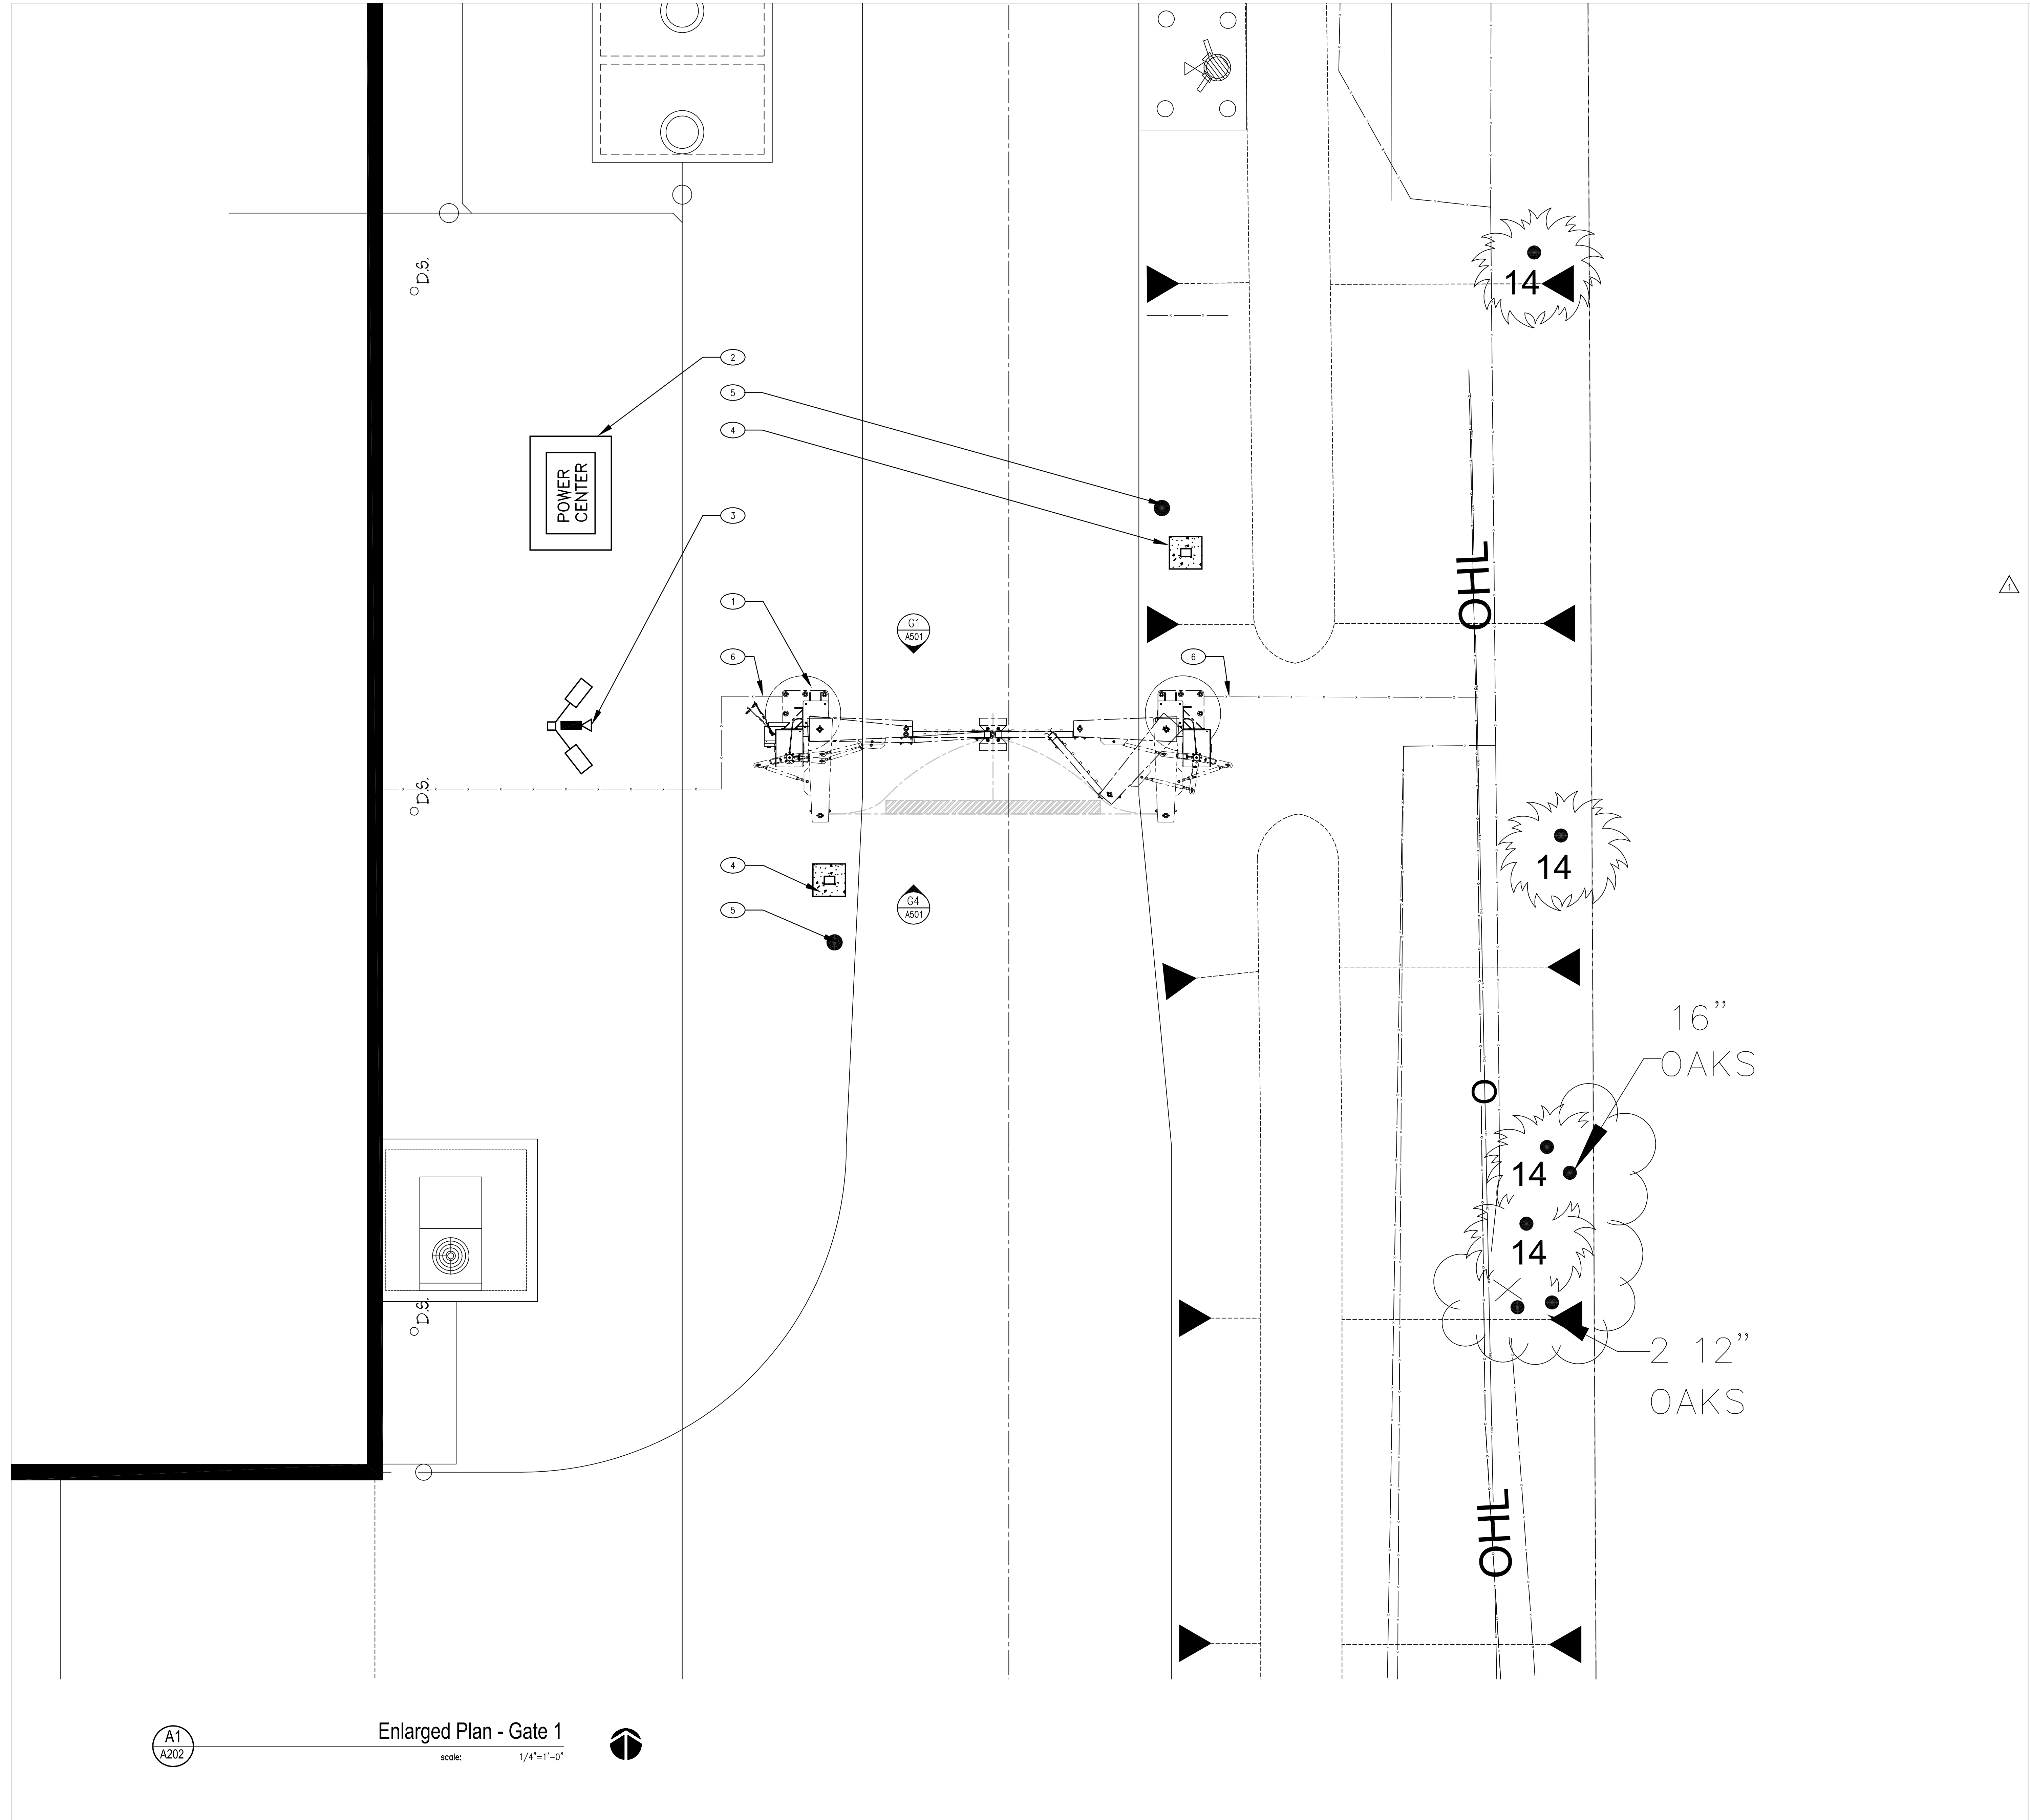 14
D.S.
2
5
4
POWER
CENTER
3
OHL
1
1
G1
A501
6
6
D.S.
14
4
G4
A501
5
16”
OAKS
O
14
14
D.S.
2 12”
OAKS
OHL
A1
A202
Enlarged Plan - Gate 1
scale: 1/4"=1'-0"